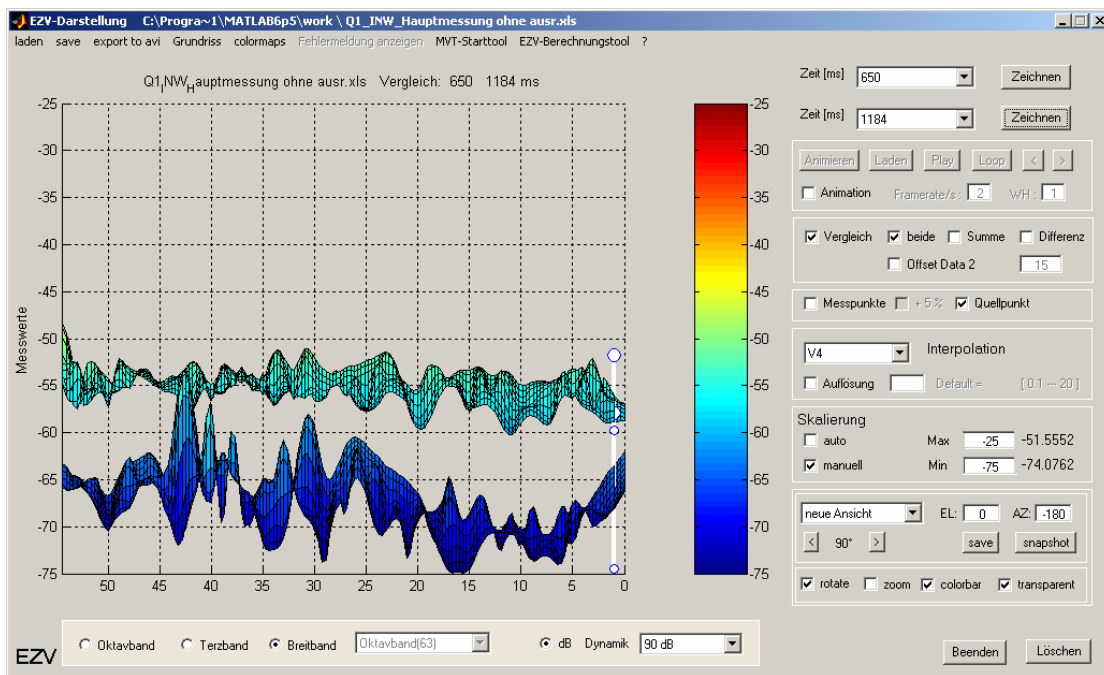 EZV-Darstellung C:\Progra~1\MATLAB6p5\work \ Q1_INW_Hauptmessung ohne ausr.xls
laden save export to avi Grundriss colormaps Fehlermeldung anzeigen MVT-Starttool EZV-Berechnungstool ?
Q1INWHauptmessung ohne ausr.xls Vergleich: 650 1184 ms
Messwerte
-25
-30
-35
-40
-45
-50
-55
-60
-65
-70
-75
50 45 40 35 30 25 20 15 10 5 0
-25
-30
-35
-40
-45
-50
-55
-60
-65
-70
-75
Zeit [ms] 650 Zeichnen
Zeit [ms] 1184 Zeichnen
Animieren Laden Play Loop < >
Animation Framerate/s : 2 WH : 1
Vergleich beide Summe Differenz
Offset Data 2 15
Messpunkte + 5 % Quellpunkt
V4 Interpolation
Auflösung Default = [ 0.1 --- 20 ]
Skalierung
auto Max -25 -51.5552
manuell Min -75 -74.0762
neue Ansicht EL: 0 AZ: -180
< 90° > save snapshot
rotate zoom colorbar transparent
EZV Oktavband Terzband Breitband Oktavband(63) dB Dynamik 90 dB
Beenden Löschen